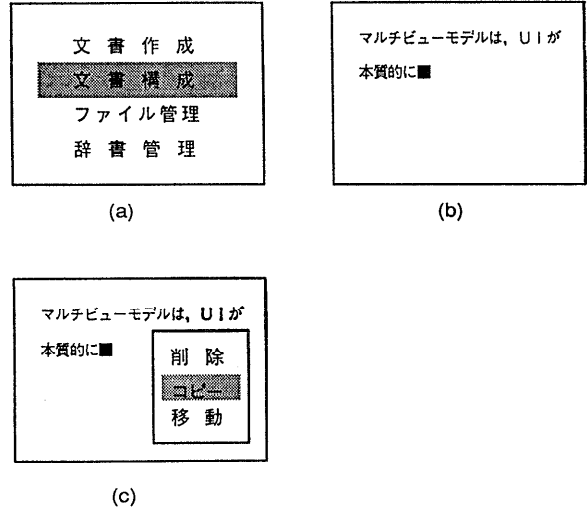 文書作成
文書構成
ファイル管理
辞書管理
(a)
マルチビューモデルは，ＵＩが
本質的に■
(b)
マルチビューモデルは，ＵＩが
本質的に■
削除
コピー
移動
(c)